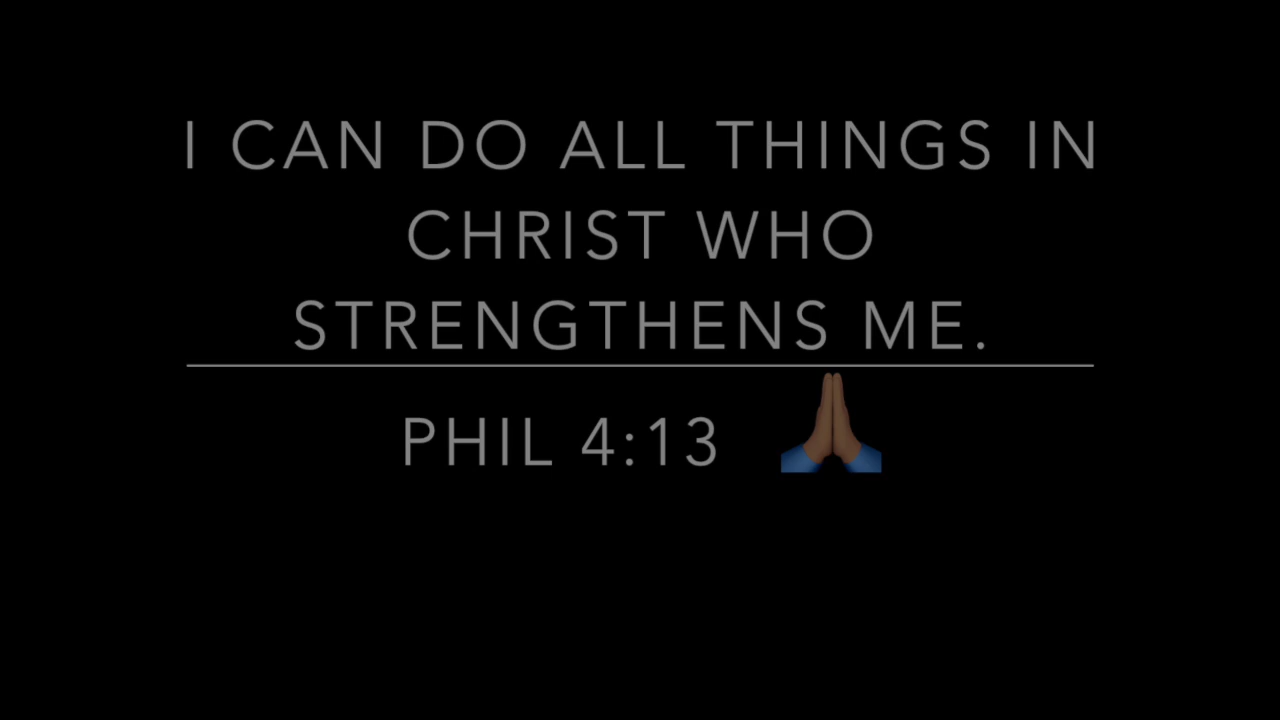 I CAN DO ALL THINGS IN
CHRIST WHO
STRENGTHENS ME.
PHIL 4:13 🙏🏾